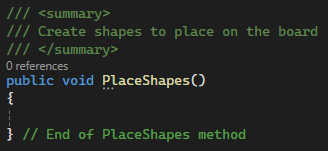 /// <summary>
/// Create shapes to place on the board
/// </summary>
0 references
public void PlaceShapes()
{
} // End of PlaceShapes method